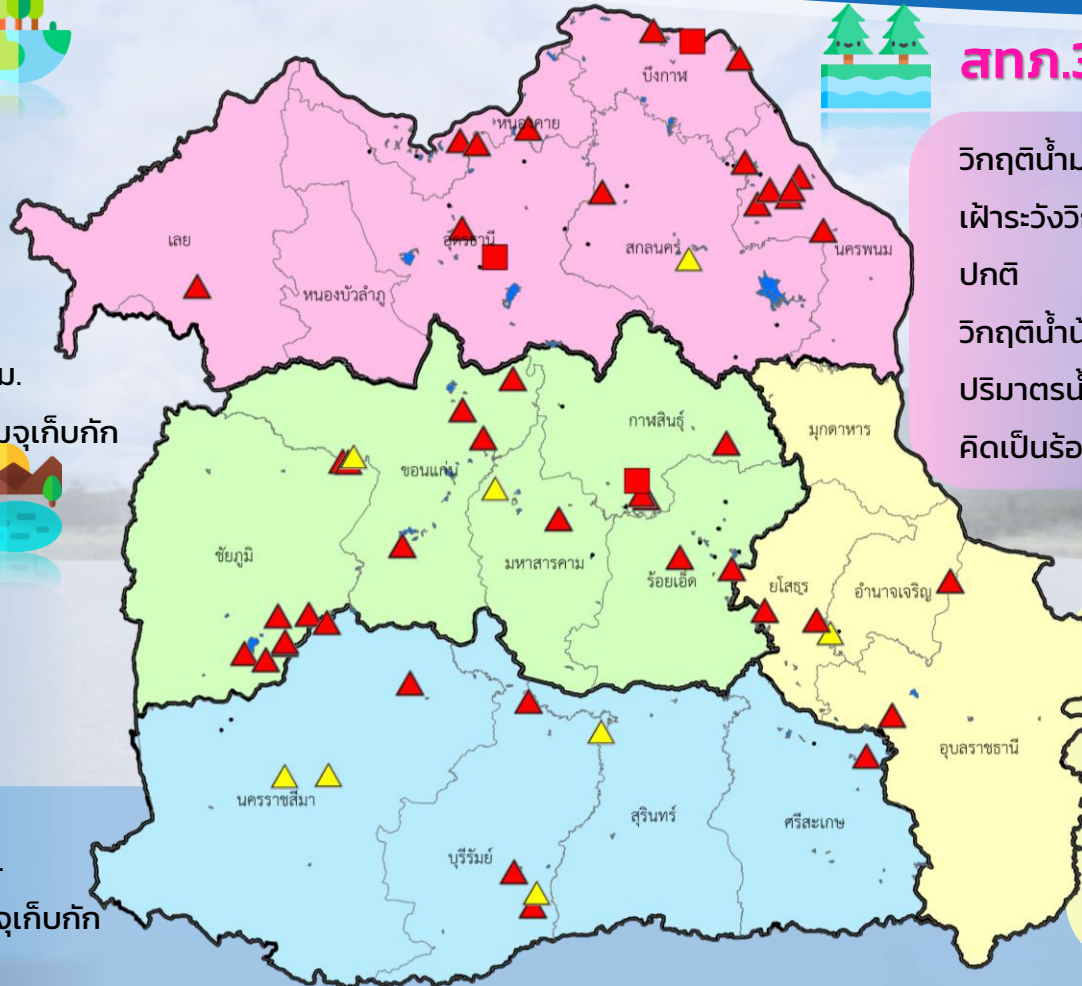 สทภ.3
วิกฤติน้ำม
เฝ้าระวังวิ
ปกติ
วิกฤติน้ำน้
ปริมาตรน้ำ
คิดเป็นร้อ
ม.
มจุเก็บกัก
.
จุเก็บกัก
บึงกาฬ
หนองคาย
เลย
อุดรธานี
สกลนคร
นครพนม
หนองบัวลำภู
กาฬสินธุ์
มุกดาหาร
ขอนแก่น
ชัยภูมิ
มหาสารคาม
ร้อยเอ็ด
ยโสธร
อำนาจเจริญ
อุบลราชธานี
นครราชสีมา
สุรินทร์
ศรีสะเกษ
บุรีรัมย์